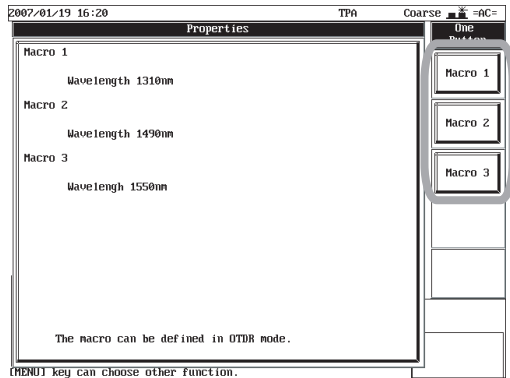 2007/01/19 16:20 TPA Coarse =AC=
Properties
One
Button
Macro 1
Wavelength 1310nm
Macro 2
Wavelength 1490nm
Macro 3
Wavelengh 1550nm
The macro can be defined in OTDR mode.
Macro 1
Macro 2
Macro 3
[MENU] key can choose other function.